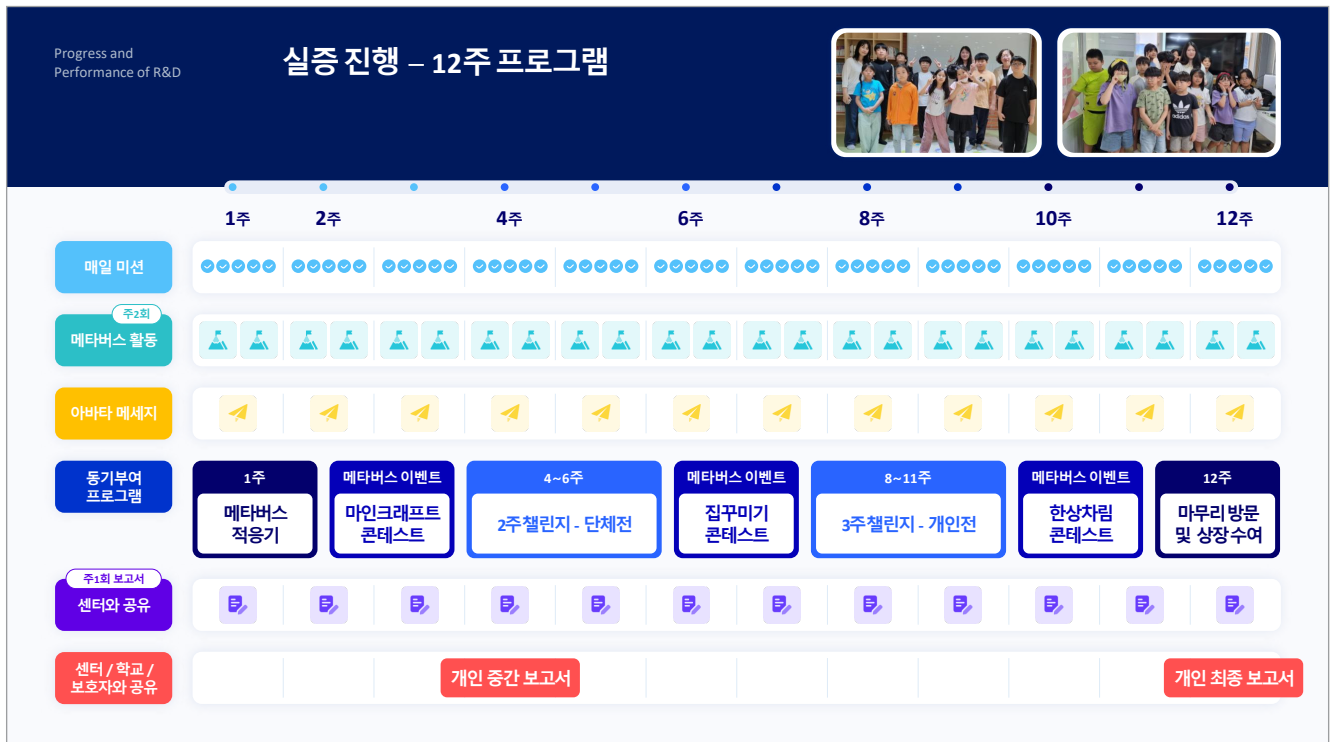 Progress and
Performance of R&D
실증 진행 – 12주 프로그램
adidas
1주 2주 4주 6주 8주 10주 12주
매일 미션
주2회
메타버스 활동
아바타 메세지
동기부여
프로그램
1주
메타버스
적응기
메타버스 이벤트
마인크래프트
콘테스트
4~6주
2주 챌린지 - 단체전
메타버스 이벤트
집꾸미기
콘테스트
8~11주
3주 챌린지 - 개인전
메타버스 이벤트
한상차림
콘테스트
12주
마무리 방문
및 상장 수여
주1회 보고서
센터와 공유
센터 / 학교 /
보호자와 공유
개인 중간 보고서
개인 최종 보고서